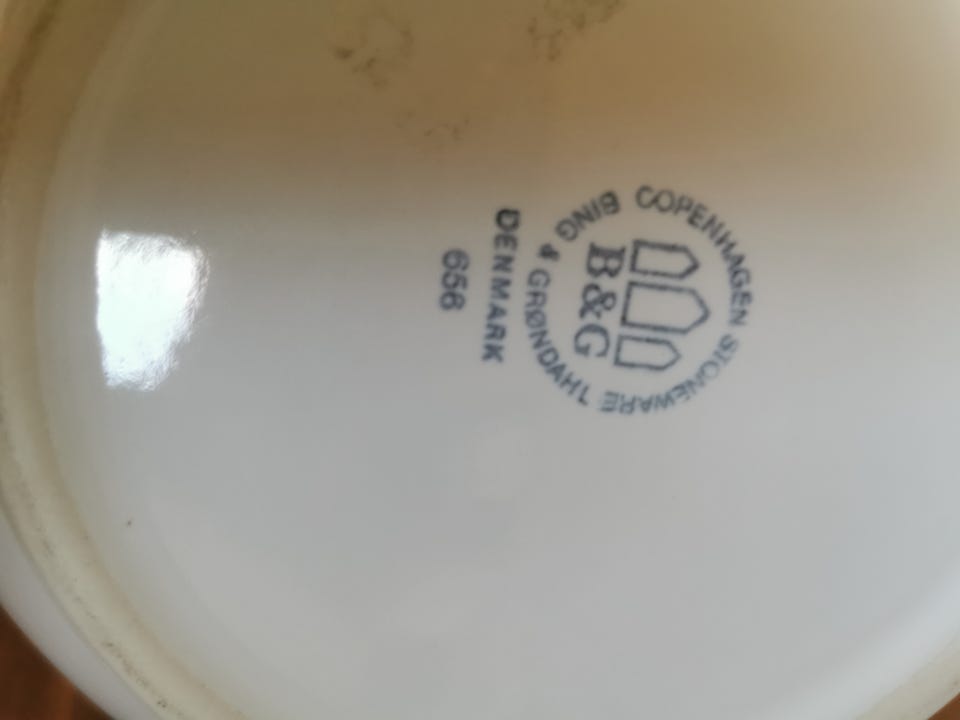 COPENHAGEN STONEWARE
B&G
BING & GRØNDAHL
DENMARK
656